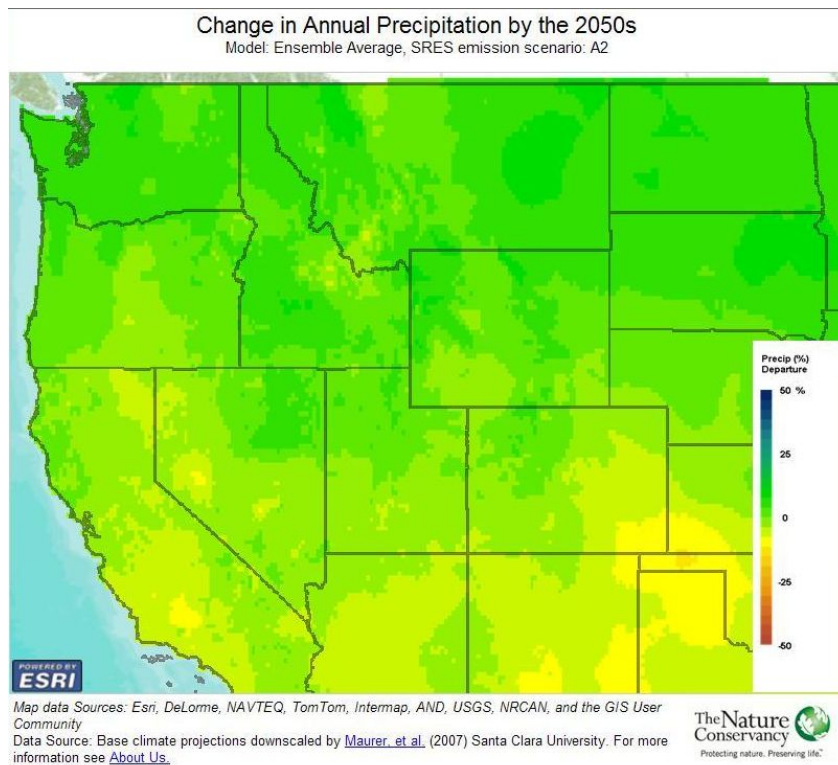 Change in Annual Precipitation by the 2050s
Model: Ensemble Average, SRES emission scenario: A2
Precip (%)
Departure
50 %
25
0
-25
-50
POWERED BY
ESRI
Map data Sources: Esri, DeLorme, NAVTEQ, TomTom, Intermap, AND, USGS, NRCAN, and the GIS User
Community
Data Source: Base climate projections downscaled by Maurer, et al. (2007) Santa Clara University. For more
information see About Us.
The Nature
Conservancy
Protecting nature. Preserving life.™